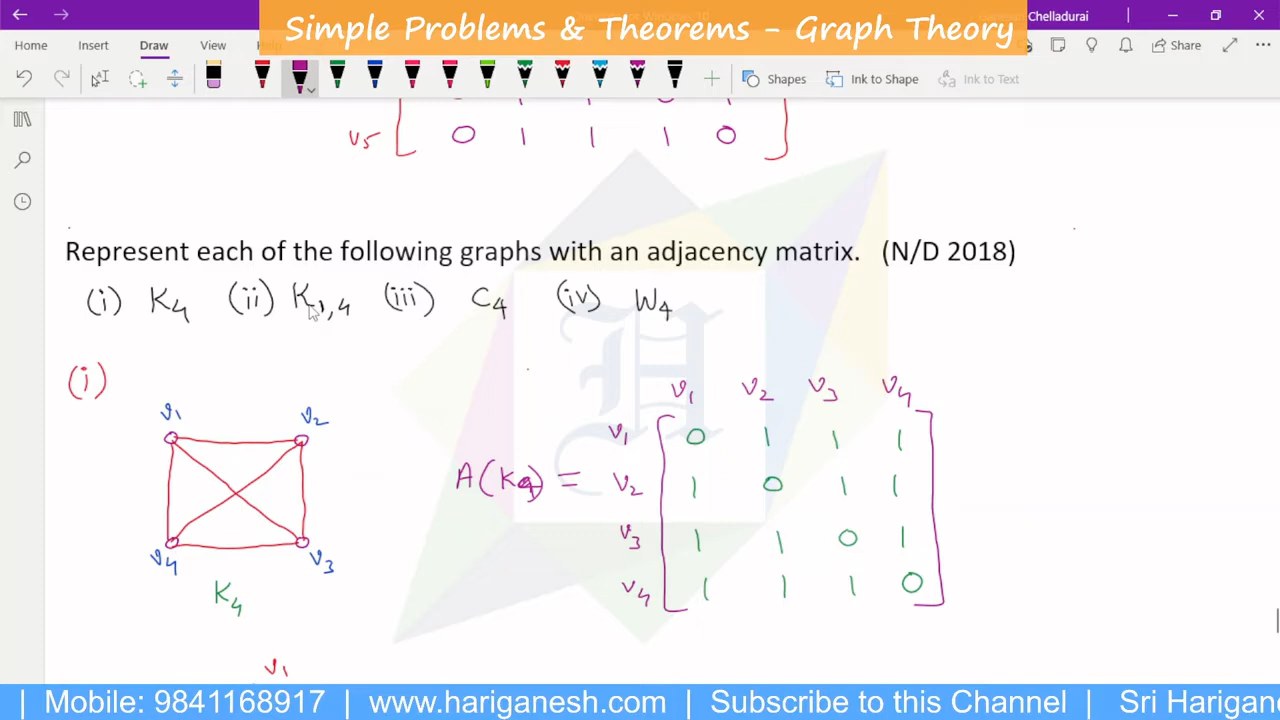 Simple Problems & Theorems - Graph Theory
Chelladurai
Home Insert Draw View
Share
Shapes Ink to Shape Ink to Text
v5 0 1 1 1 0
Represent each of the following graphs with an adjacency matrix. (N/D 2018)
(i) K4 (ii) K1,4 (iii) C4 (iv) W4
(i)
v1 v2 v3 v4
v1 v2
v1 0 1 1 1
A(K4) = v2 1 0 1 1
v3 1 1 0 1
v4 v3
v4 1 1 1 0
K4
v1
| Mobile: 9841168917 | www.hariganesh.com | Subscribe to this Channel | Sri Harigane